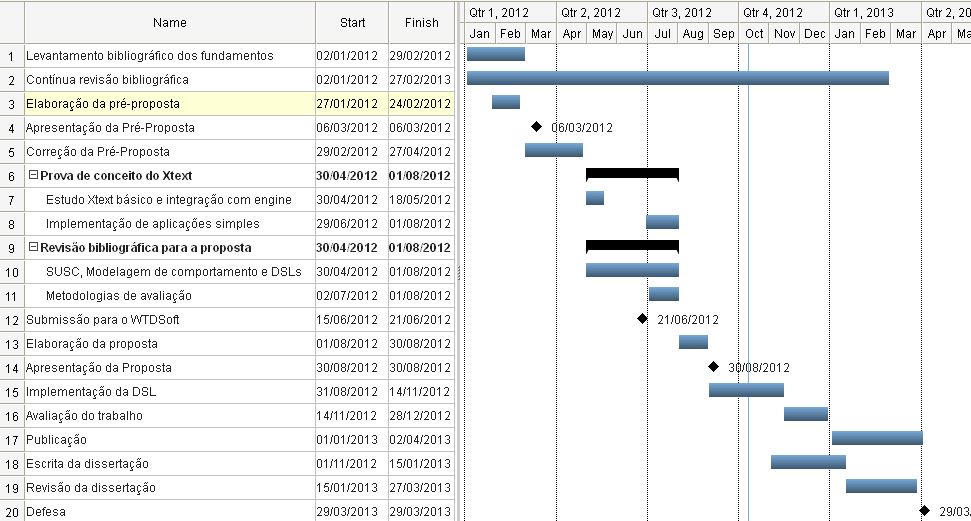 Qtr 1, 2012 Qtr 2, 2012 Qtr 3, 2012 Qtr 4, 2012 Qtr 1, 2013 Qtr 2, 20
Name Start Finish
Jan Feb Mar Apr May Jun Jul Aug Sep Oct Nov Dec Jan Feb Mar Apr Ma
1 Levantamento bibliográfico dos fundamentos 02/01/2012 29/02/2012
2 Contínua revisão bibliográfica 02/01/2012 27/02/2013
3 Elaboração da pré-proposta 27/01/2012 24/02/2012
4 Apresentação da Pré-Proposta 06/03/2012 06/03/2012 06/03/2012
5 Correção da Pré-Proposta 29/02/2012 27/04/2012
6 Prova de conceito do Xtext 30/04/2012 01/08/2012
7 Estudo Xtext básico e integração com engine 30/04/2012 18/05/2012
8 Implementação de aplicações simples 29/06/2012 01/08/2012
9 Revisão bibliográfica para a proposta 30/04/2012 01/08/2012
10 SUSC, Modelagem de comportamento e DSLs 30/04/2012 01/08/2012
11 Metodologias de avaliação 02/07/2012 01/08/2012
12 Submissão para o WTDSoft 15/06/2012 21/06/2012 21/06/2012
13 Elaboração da proposta 01/08/2012 30/08/2012
14 Apresentação da Proposta 30/08/2012 30/08/2012 30/08/2012
15 Implementação da DSL 31/08/2012 14/11/2012
16 Avaliação do trabalho 14/11/2012 28/12/2012
17 Publicação 01/01/2013 02/04/2013
18 Escrita da dissertação 01/11/2012 15/01/2013
19 Revisão da dissertação 15/01/2013 27/03/2013
20 Defesa 29/03/2013 29/03/2013 29/03